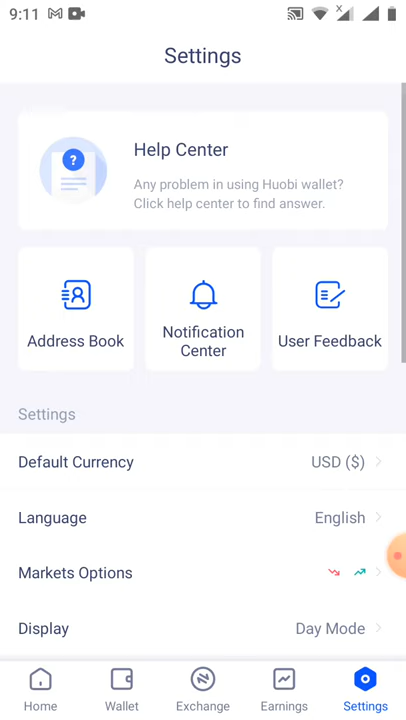 9:11
Settings
Help Center
Any problem in using Huobi wallet?
Click help center to find answer.
Address Book
Notification
Center
User Feedback
Settings
Default Currency USD ($)
Language English
Markets Options
Display Day Mode
Home Wallet Exchange Earnings Settings